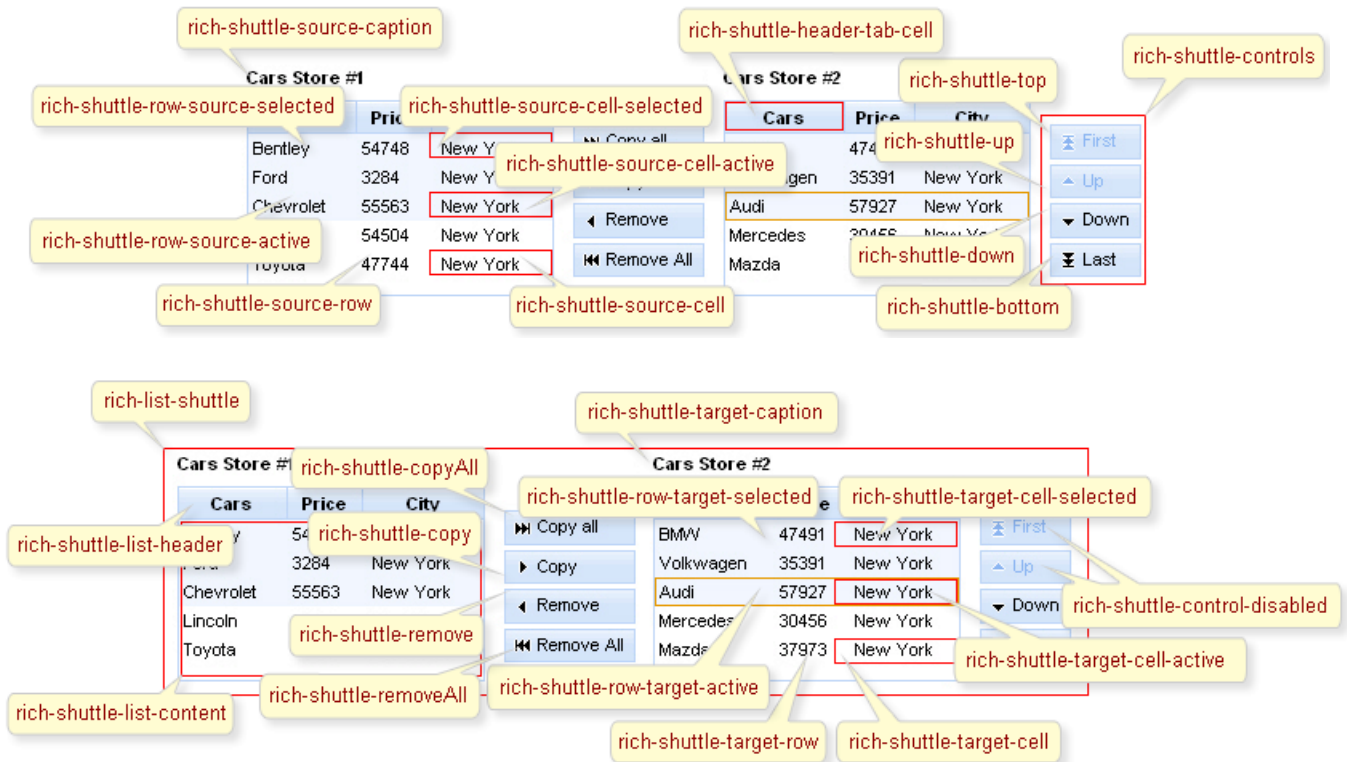 rich-shuttle-source-caption
rich-shuttle-header-tab-cell
rich-shuttle-controls
Cars Store #1
Cars Store #2
rich-shuttle-top
rich-shuttle-row-source-selected
rich-shuttle-source-cell-selected
Cars Price City
First
Bentley 54748
rich-shuttle-up
rich-shuttle-source-cell-active
Ford 3284
35391 New York
Up
Chevrolet 55563 New York
Remove
Audi 57927 New York
Down
rich-shuttle-row-source-active
54504 New York
Mercedes
rich-shuttle-down
Toyota 47744 New York
Remove All
Mazda
Last
rich-shuttle-source-row
rich-shuttle-source-cell
rich-shuttle-bottom
rich-list-shuttle
rich-shuttle-target-caption
Cars Store #1
Cars Store #2
rich-shuttle-copyAll
rich-shuttle-row-target-selected
rich-shuttle-target-cell-selected
Cars Price City
rich-shuttle-list-header
rich-shuttle-copy
Copy all
BMW 47491 New York
First
3284 New York
Copy
Volkwagen 35391 New York
Up
Chevrolet 55563 New York
Remove
Audi 57927 New York
Down
rich-shuttle-control-disabled
Lincoln
rich-shuttle-remove
Mercedes 30456 New York
Toyota
Remove All
Mazda 37973 New York
rich-shuttle-target-cell-active
rich-shuttle-removeAll
rich-shuttle-row-target-active
rich-shuttle-list-content
rich-shuttle-target-row
rich-shuttle-target-cell